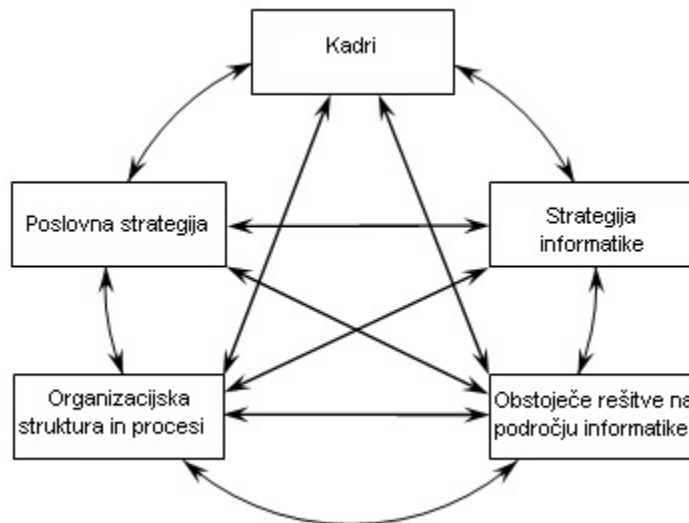 Kadri
Poslovna strategija
Strategija
informatike
Organizacijska
struktura in procesi
Obstoječe rešitve na
področju informatike